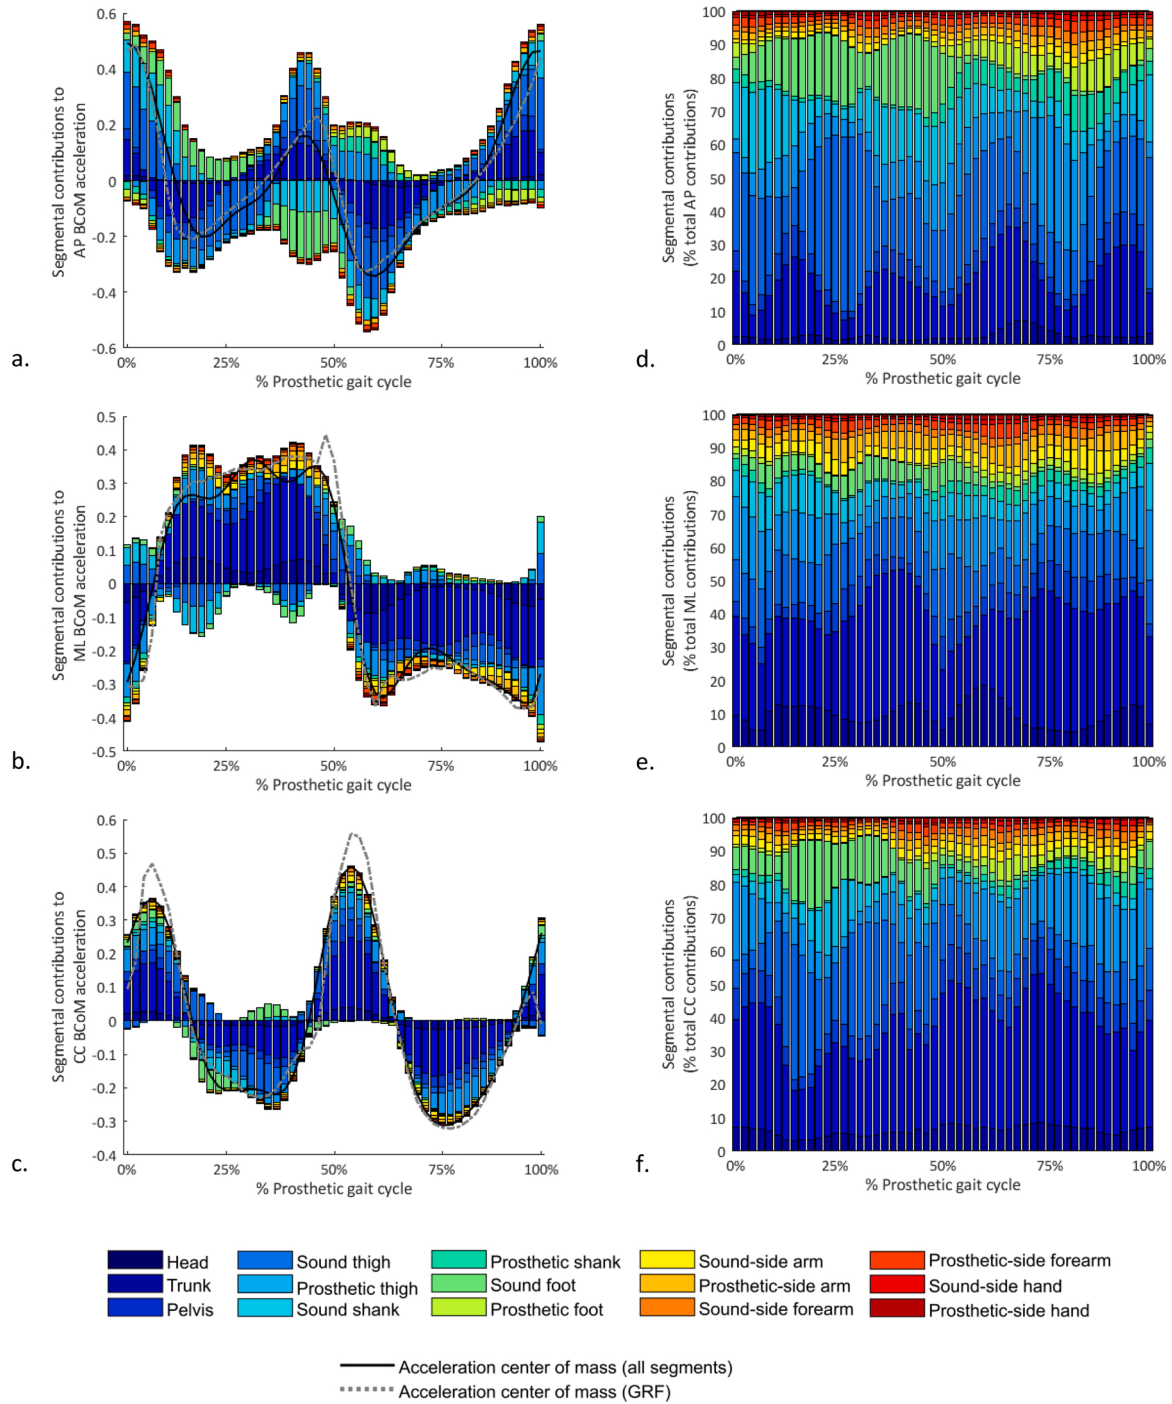 0.6
0.4
0.2
0
-0.2
-0.4
-0.6
Segmental contributions to
AP BCoM acceleration
0%
25%
50%
75%
100%
% Prosthetic gait cycle
a.
100
90
80
70
60
50
40
30
20
10
0
Segmental contributions
(% total AP contributions)
0%
25%
50%
75%
100%
% Prosthetic gait cycle
d.
0.5
0.4
0.3
0.2
0.1
0
-0.1
-0.2
-0.3
-0.4
-0.5
Segmental contributions to
ML BCoM acceleration
0%
25%
50%
75%
100%
% Prosthetic gait cycle
b.
100
90
80
70
60
50
40
30
20
10
0
Segmental contributions
(% total ML contributions)
0%
25%
50%
75%
100%
% Prosthetic gait cycle
e.
0.6
0.5
0.4
0.3
0.2
0.1
0
-0.1
-0.2
-0.3
-0.4
Segmental contributions to
CC BCoM acceleration
0%
25%
50%
75%
100%
% Prosthetic gait cycle
c.
100
90
80
70
60
50
40
30
20
10
0
Segmental contributions
(% total CC contributions)
0%
25%
50%
75%
100%
% Prosthetic gait cycle
f.
Head
Trunk
Pelvis
Sound thigh
Prosthetic thigh
Sound shank
Prosthetic shank
Sound foot
Prosthetic foot
Sound-side arm
Prosthetic-side arm
Sound-side forearm
Prosthetic-side forearm
Sound-side hand
Prosthetic-side hand
Acceleration center of mass (all segments)
Acceleration center of mass (GRF)